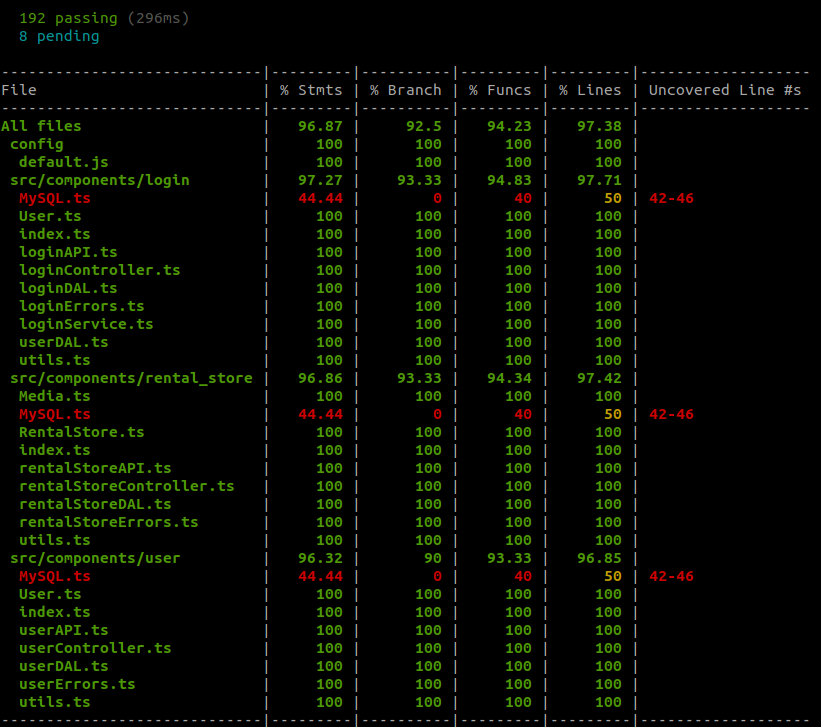 192 passing (296ms)
8 pending
-----------------------------|---------|----------|---------|---------|-------------------
File                         | % Stmts | % Branch | % Funcs | % Lines | Uncovered Line #s
-----------------------------|---------|----------|---------|---------|-------------------
All files                    |   96.87 |     92.5 |   94.23 |   97.38 |
 config                      |     100 |      100 |     100 |     100 |
  default.js                 |     100 |      100 |     100 |     100 |
 src/components/login        |   97.27 |    93.33 |   94.83 |   97.71 |
  MySQL.ts                   |   44.44 |        0 |      40 |      50 | 42-46
  User.ts                    |     100 |      100 |     100 |     100 |
  index.ts                   |     100 |      100 |     100 |     100 |
  loginAPI.ts                |     100 |      100 |     100 |     100 |
  loginController.ts         |     100 |      100 |     100 |     100 |
  loginDAL.ts                |     100 |      100 |     100 |     100 |
  loginErrors.ts             |     100 |      100 |     100 |     100 |
  loginService.ts            |     100 |      100 |     100 |     100 |
  userDAL.ts                 |     100 |      100 |     100 |     100 |
  utils.ts                   |     100 |      100 |     100 |     100 |
 src/components/rental_store |   96.86 |    93.33 |   94.34 |   97.42 |
  Media.ts                   |     100 |      100 |     100 |     100 |
  MySQL.ts                   |   44.44 |        0 |      40 |      50 | 42-46
  RentalStore.ts             |     100 |      100 |     100 |     100 |
  index.ts                   |     100 |      100 |     100 |     100 |
  rentalStoreAPI.ts          |     100 |      100 |     100 |     100 |
  rentalStoreController.ts   |     100 |      100 |     100 |     100 |
  rentalStoreDAL.ts          |     100 |      100 |     100 |     100 |
  rentalStoreErrors.ts       |     100 |      100 |     100 |     100 |
  utils.ts                   |     100 |      100 |     100 |     100 |
 src/components/user         |   96.32 |       90 |   93.33 |   96.85 |
  MySQL.ts                   |   44.44 |        0 |      40 |      50 | 42-46
  User.ts                    |     100 |      100 |     100 |     100 |
  index.ts                   |     100 |      100 |     100 |     100 |
  userAPI.ts                 |     100 |      100 |     100 |     100 |
  userController.ts          |     100 |      100 |     100 |     100 |
  userDAL.ts                 |     100 |      100 |     100 |     100 |
  userErrors.ts              |     100 |      100 |     100 |     100 |
  utils.ts                   |     100 |      100 |     100 |     100 |
-----------------------------|---------|----------|---------|---------|-------------------